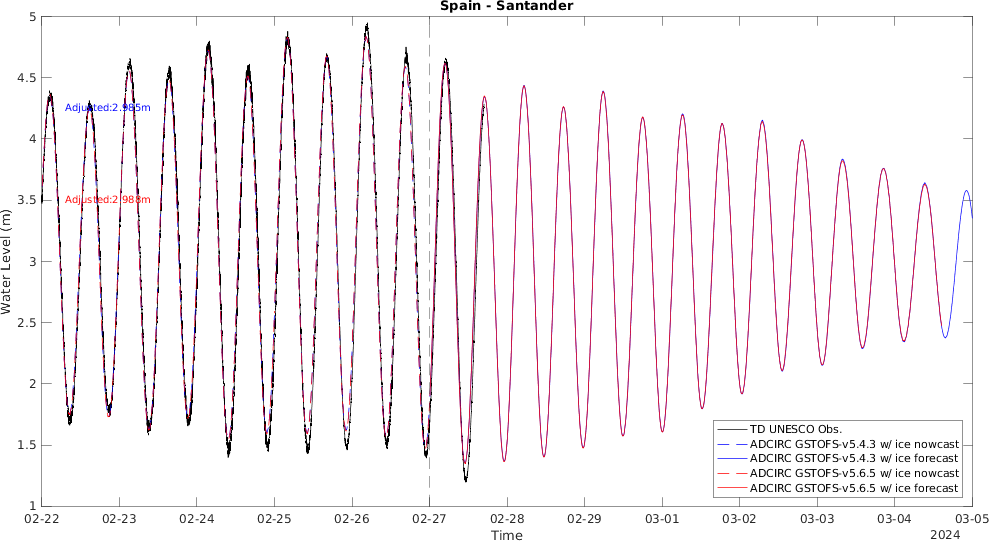 Spain - Santander
5
4.5
4
3.5
3
2.5
2
1.5
1
Water Level (m)
Adjusted:2.985m
Adjusted:2.988m
TD UNESCO Obs.
ADCIRC GSTOFS-v5.4.3 w/ ice nowcast
ADCIRC GSTOFS-v5.4.3 w/ ice forecast
ADCIRC GSTOFS-v5.6.5 w/ ice nowcast
ADCIRC GSTOFS-v5.6.5 w/ ice forecast
02-22 02-23 02-24 02-25 02-26 02-27 02-28 02-29 03-01 03-02 03-03 03-04 03-05
Time
2024